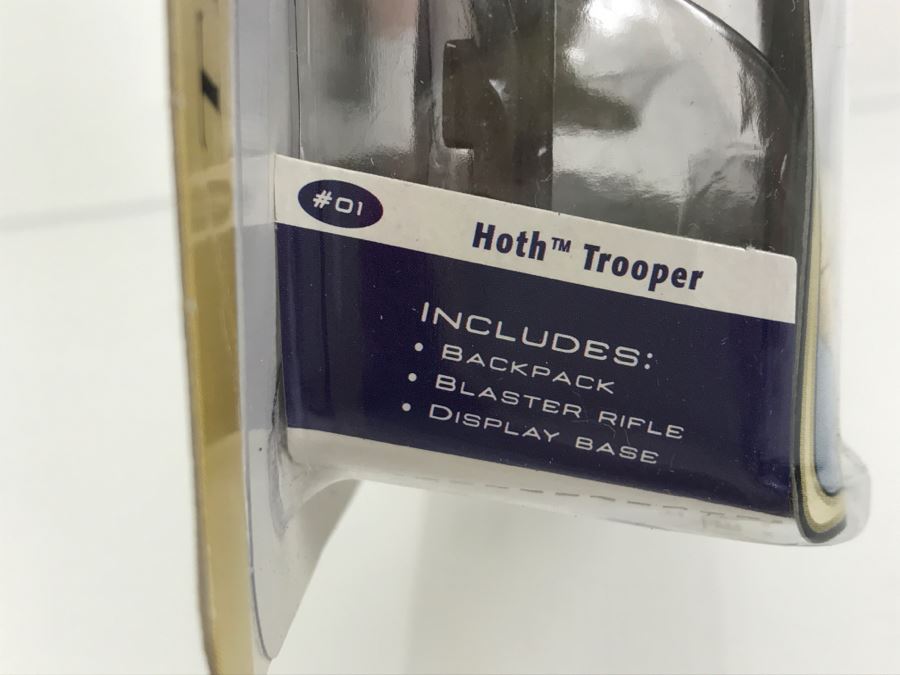 #01
Hoth™ Trooper
INCLUDES:
• BACKPACK
• BLASTER RIFLE
• DISPLAY BASE